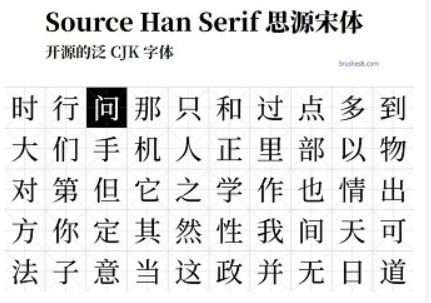 Source Han Serif 思源宋体
开源的泛 CJK 字体
brushes8.com
时行问那只和过点多到
大们手机人正里部以物
对第但它之学作也情出
方你定其然性我间天可
法子意当这政并无日道